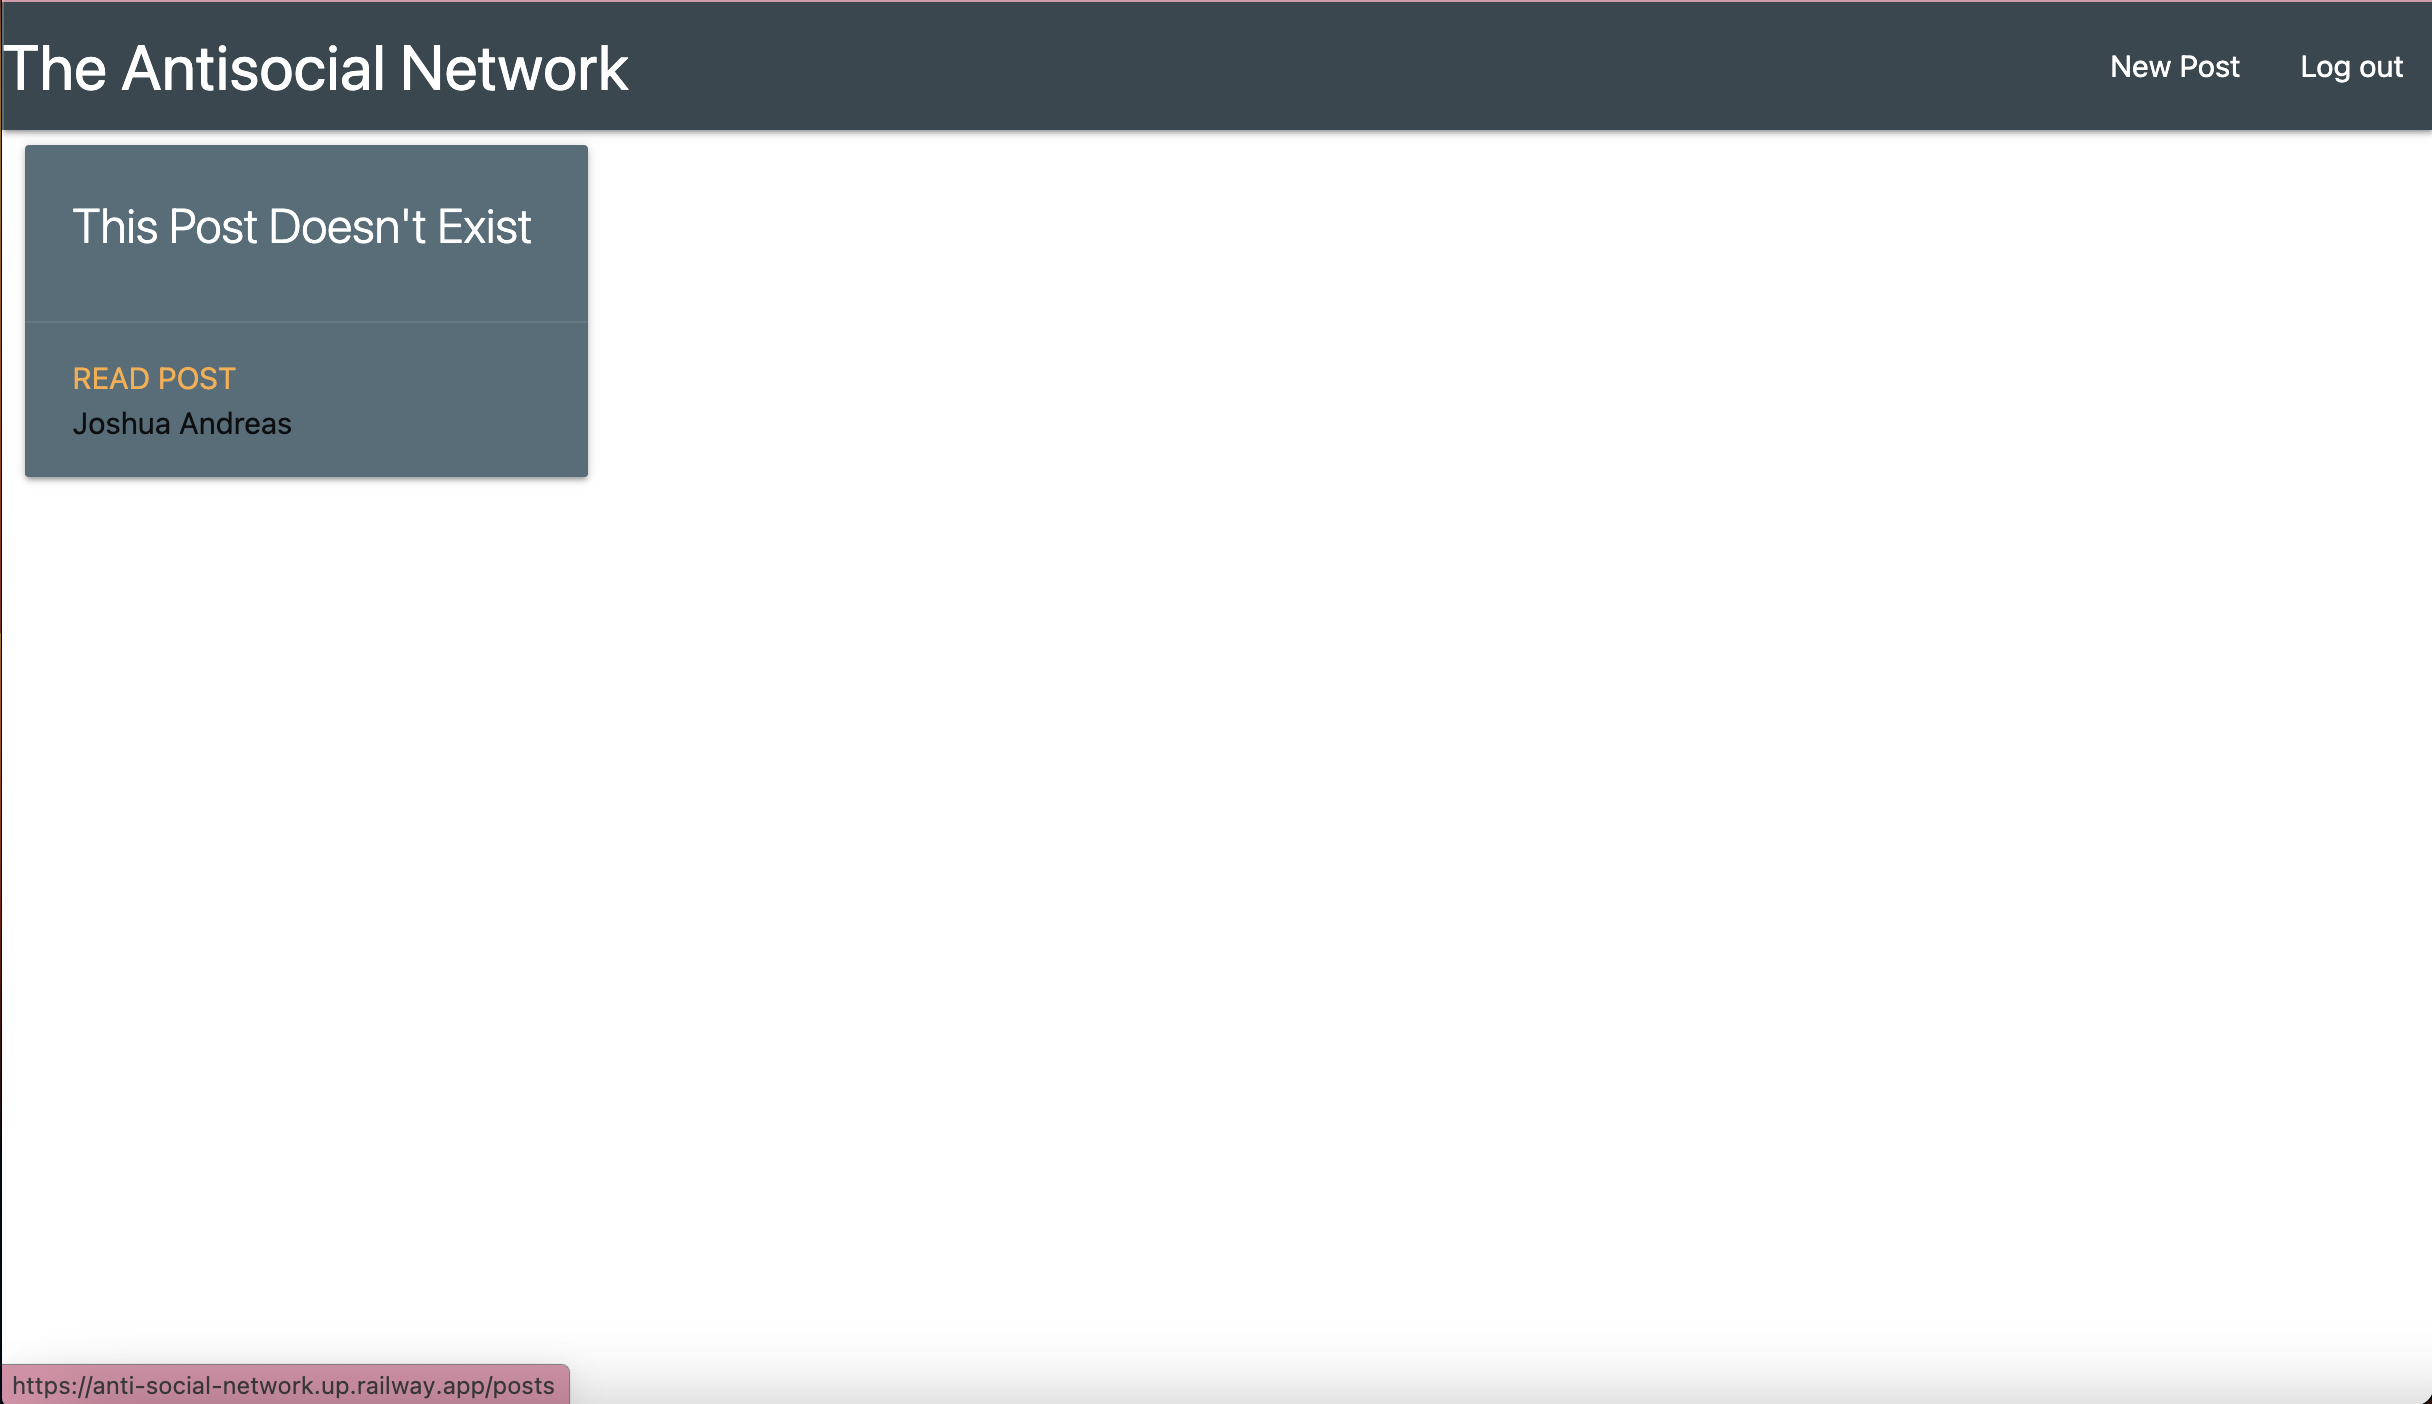 The Antisocial Network
New Post
Log out
This Post Doesn't Exist
READ POST
Joshua Andreas
https://anti-social-network.up.railway.app/posts